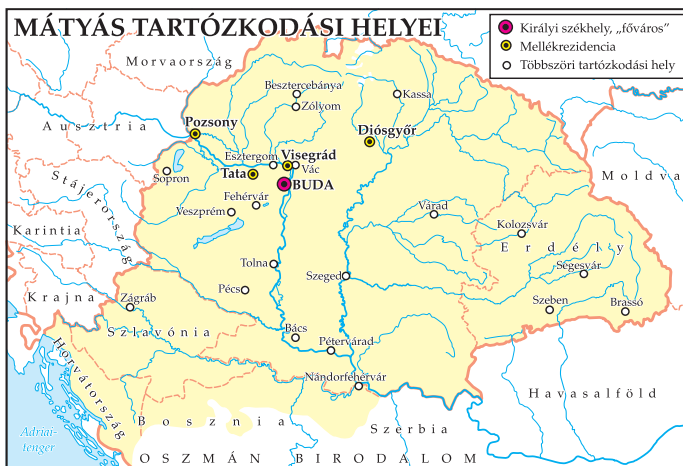 MÁTYÁS TARTÓZKODÁSI HELYEI
Királyi székhely, „főváros”
Mellékrezidencia
Többszöri tartózkodási hely
Morvaország
Besztercebánya
Kassa
Zólyom
Ausztria
Pozsony
Diósgyőr
Esztergom
Visegrád
Vác
Sopron
Tata
BUDA
Moldva
Stájerország
Fehérvár
Veszprém
Várad
Kolozsvár
Karintia
Erdély
Tolna
Szeged
Segesvár
Krajna
Pécs
Zágráb
Szeben
Brassó
Szlavónia
Bács
Pétervárad
Horvátország
Nándorfehérvár
Havasalföld
Bosznia
Szerbia
Adriai-
tenger
OSZMÁN BIRODALOM